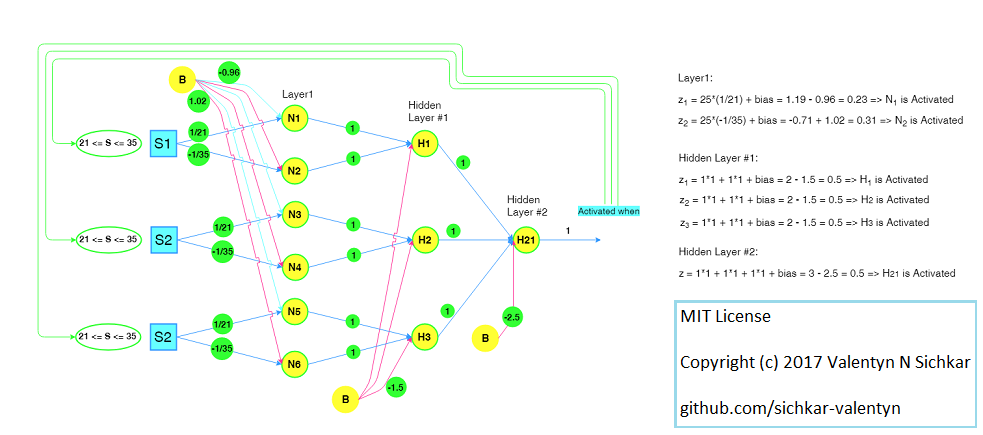 B
-0.96
1.02
Layer1
Hidden
Layer #1
21 <= S <= 35
S1
1/21
-1/35
N1
N2
1
1
H1
1
21 <= S <= 35
S2
1/21
-1/35
N3
N4
1
1
H2
1
Hidden
Layer #2
H21
1
Activated when
21 <= S <= 35
S2
1/21
-1/35
N5
N6
1
1
H3
1
B
-1.5
B
-2.5
Layer1:
z1 = 25*(1/21) + bias = 1.19 - 0.96 = 0.23 => N1 is Activated
z2 = 25*(-1/35) + bias = -0.71 + 1.02 = 0.31 => N2 is Activated
Hidden Layer #1:
z1 = 1*1 + 1*1 + bias = 2 - 1.5 = 0.5 => H1 is Activated
z2 = 1*1 + 1*1 + bias = 2 - 1.5 = 0.5 => H2 is Activated
z3 = 1*1 + 1*1 + bias = 2 - 1.5 = 0.5 => H3 is Activated
Hidden Layer #2:
z = 1*1 + 1*1 + 1*1 + bias = 3 - 2.5 = 0.5 => H21 is Activated
MIT License
Copyright (c) 2017 Valentyn N Sichkar
github.com/sichkar-valentyn